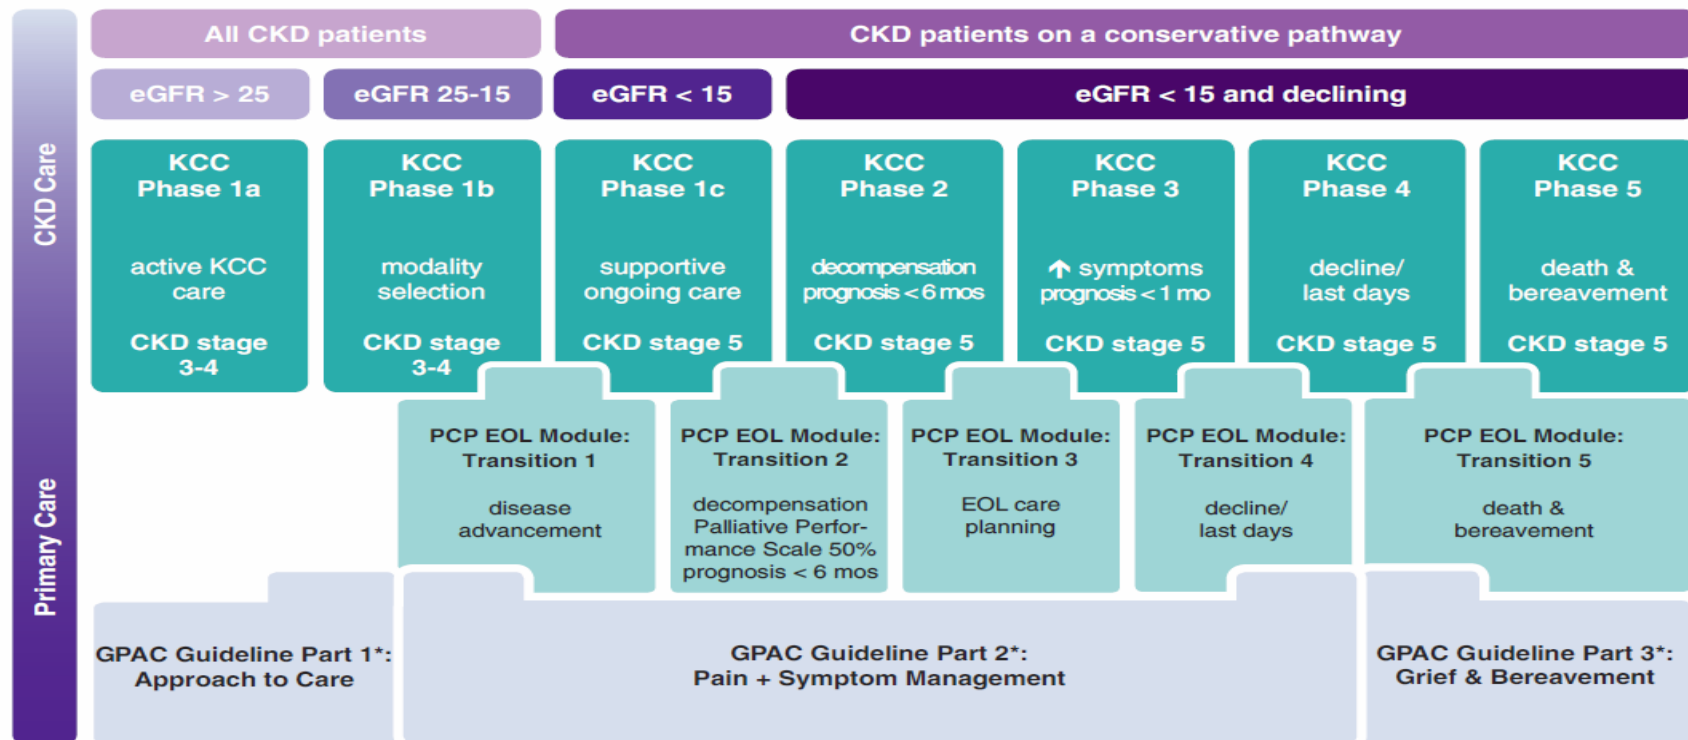 All CKD patients
CKD patients on a conservative pathway
eGFR > 25
eGFR 25-15
eGFR < 15
eGFR < 15 and declining
CKD Care
Primary Care
KCC
Phase 1a
active KCC
care
CKD stage
3-4
KCC
Phase 1b
modality
selection
CKD stage
3-4
KCC
Phase 1c
supportive
ongoing care
CKD stage 5
KCC
Phase 2
decompensation
prognosis < 6 mos
CKD stage 5
KCC
Phase 3
↑ symptoms
prognosis < 1 mo
CKD stage 5
KCC
Phase 4
decline/
last days
CKD stage 5
KCC
Phase 5
death &
bereavement
CKD stage 5
PCP EOL Module:
Transition 1
disease
advancement
PCP EOL Module:
Transition 2
decompensation
Palliative Perfor-
mance Scale 50%
prognosis < 6 mos
PCP EOL Module:
Transition 3
EOL care
planning
PCP EOL Module:
Transition 4
decline/
last days
PCP EOL Module:
Transition 5
death &
bereavement
GPAC Guideline Part 1*:
Approach to Care
GPAC Guideline Part 2*:
Pain + Symptom Management
GPAC Guideline Part 3*:
Grief & Bereavement